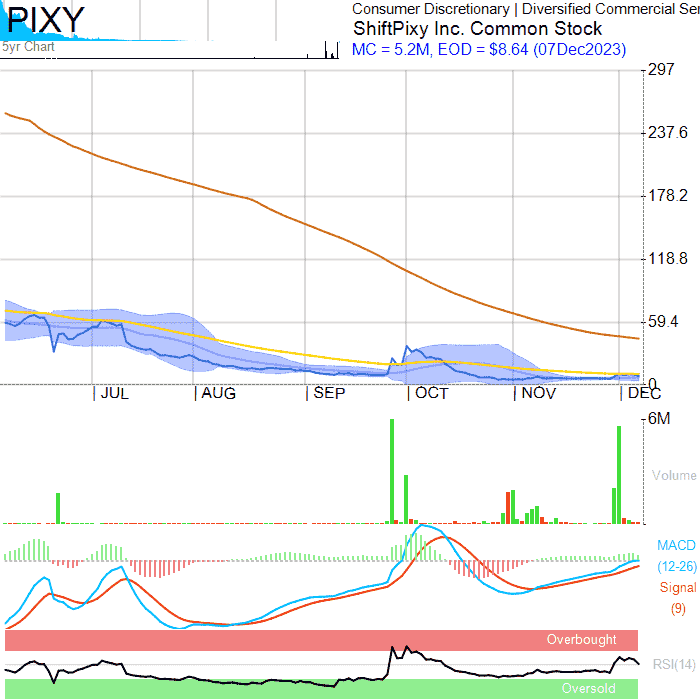 PIXY
Consumer Discretionary | Diversified Commercial Ser
ShiftPixy Inc. Common Stock
5yr Chart
MC = 5.2M, EOD = $8.64 (07Dec2023)
297
237.6
178.2
118.8
59.4
0
JUL AUG SEP OCT NOV DEC
6M
Volume
MACD
(12-26)
Signal
(9)
Overbought
RSI(14)
Oversold